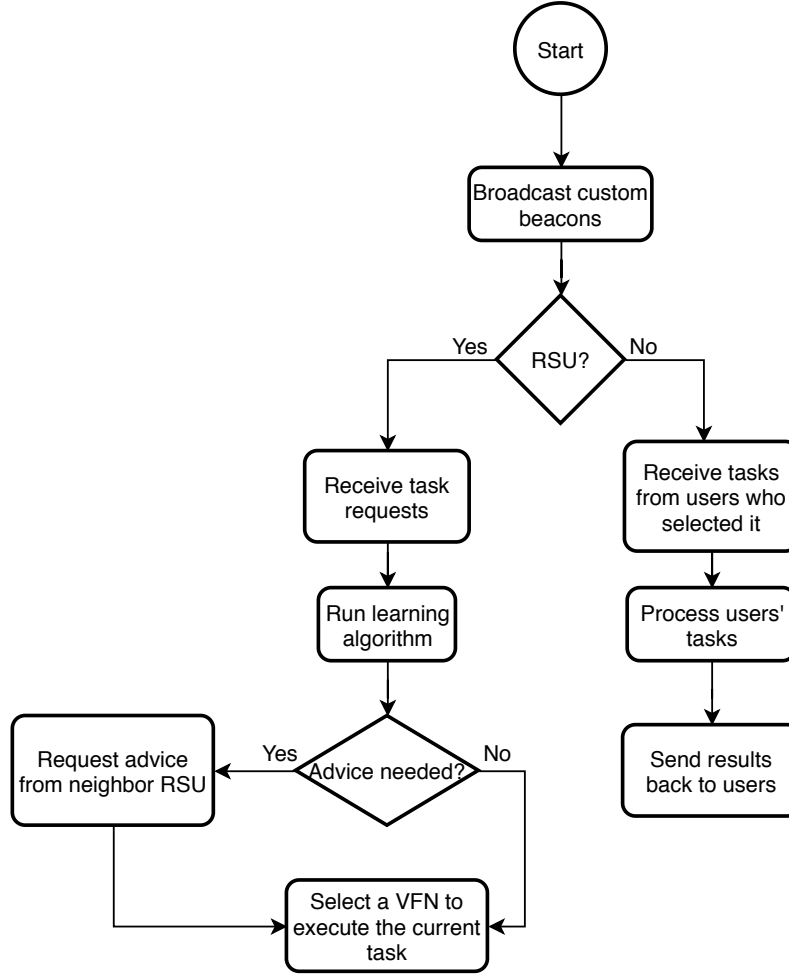 Start
Broadcast custom
beacons
Yes
RSU?
No
Receive task
requests
Receive tasks
from users who
selected it
Run learning
algorithm
Process users'
tasks
Request advice
from neighbor RSU
Yes
Advice needed?
No
Send results
back to users
Select a VFN to
execute the current
task